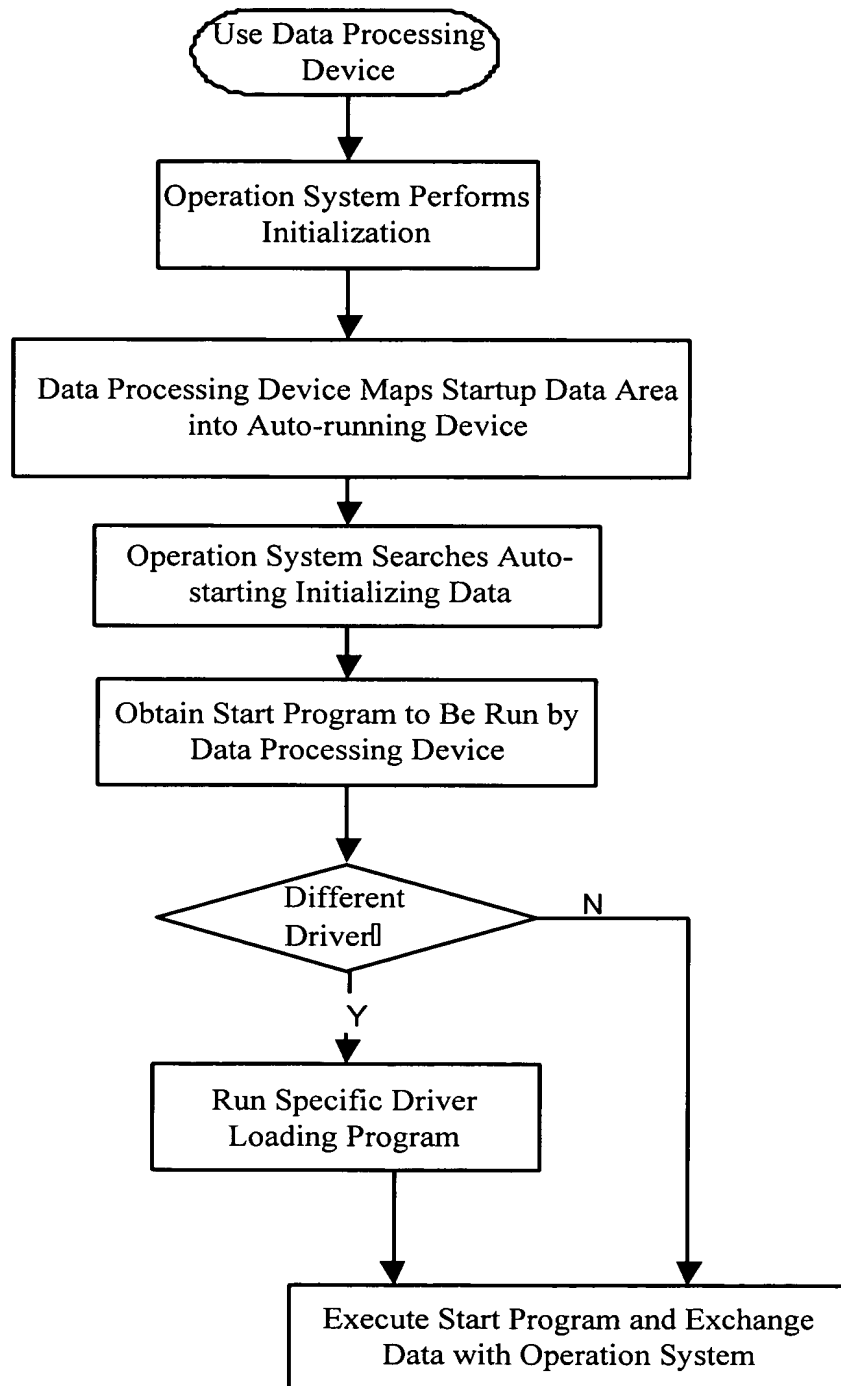 Use Data Processing
Device
Operation System Performs
Initialization
Data Processing Device Maps Startup Data Area
into Auto-running Device
Operation System Searches Auto-
starting Initializing Data
Obtain Start Program to Be Run by
Data Processing Device
Different
Driver▯
N
Y
Run Specific Driver
Loading Program
Execute Start Program and Exchange
Data with Operation System